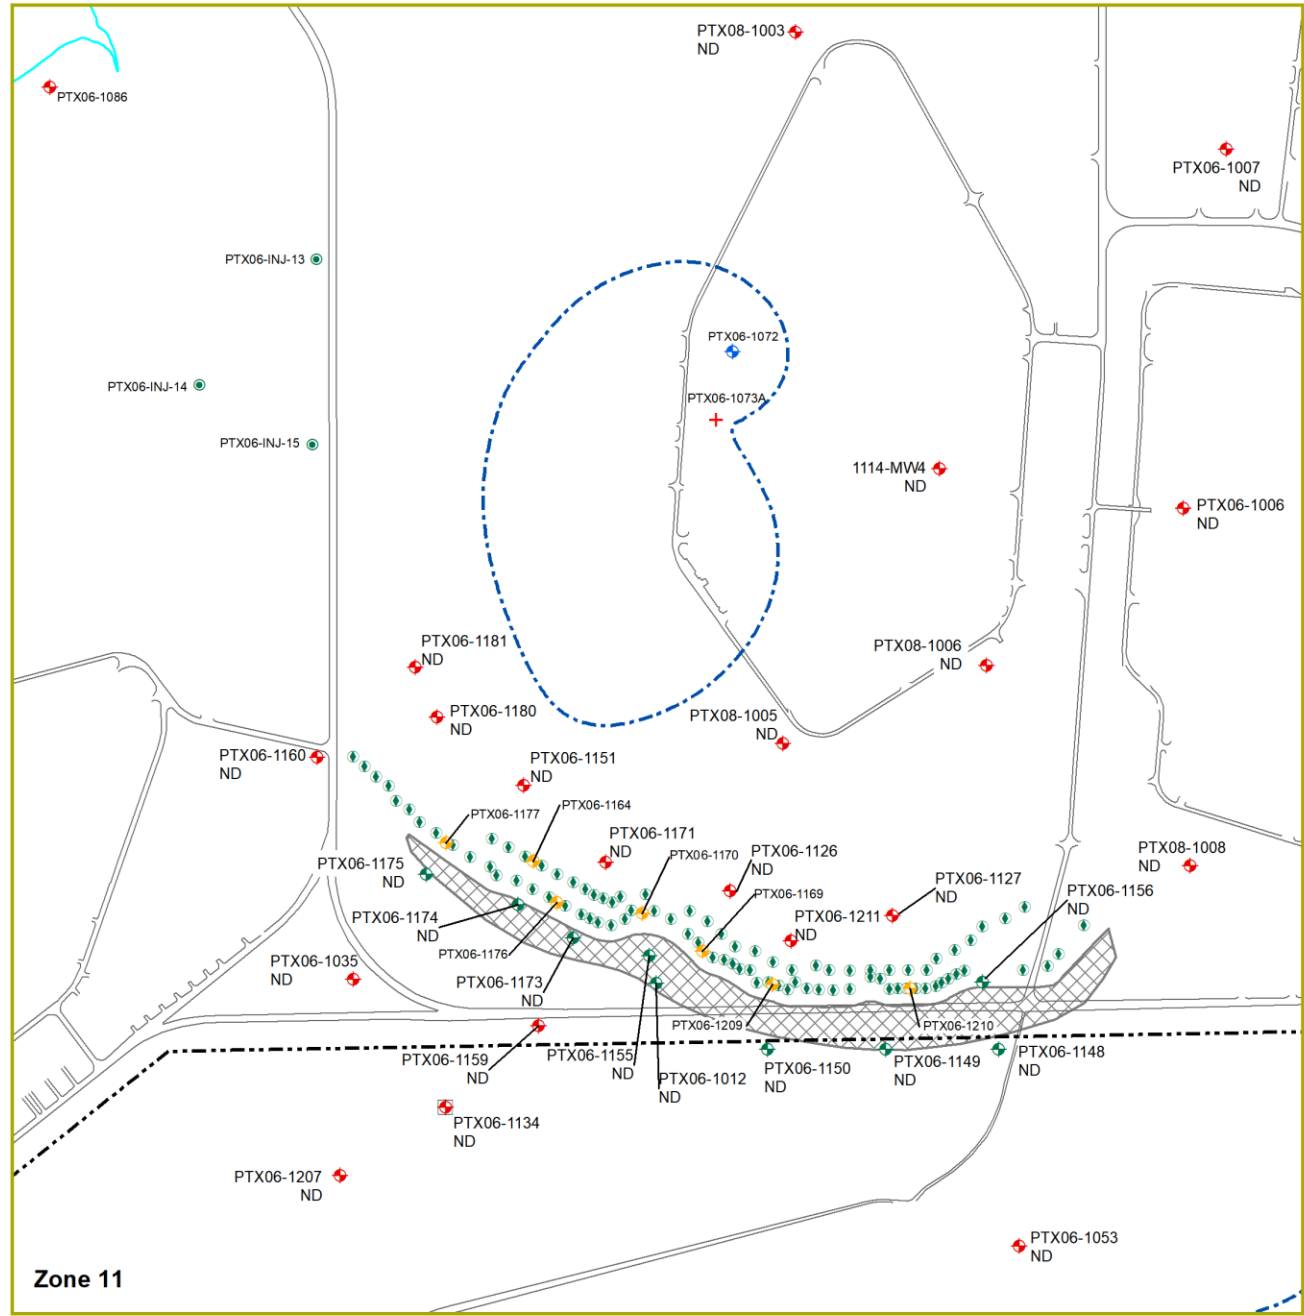 PTX08-1003
ND
PTX06-1086
PTX06-1007
ND
PTX06-INJ-13
PTX06-1072
PTX06-INJ-14
PTX06-1073A
PTX06-INJ-15
1114-MW4
ND
PTX06-1006
ND
PTX06-1181
ND
PTX08-1006
ND
PTX06-1180
ND
PTX08-1005
ND
PTX06-1160
ND
PTX06-1151
ND
PTX06-1164
PTX06-1177
PTX06-1171
ND
PTX06-1170
PTX06-1126
ND
PTX08-1008
ND
PTX06-1175
ND
PTX06-1127
ND
PTX06-1156
ND
PTX06-1169
PTX06-1174
ND
PTX06-1211
ND
PTX06-1176
PTX06-1035
ND
PTX06-1173
ND
PTX06-1209
PTX06-1210
PTX06-1159
ND
PTX06-1155
ND
PTX06-1012
ND
PTX06-1150
ND
PTX06-1149
ND
PTX06-1148
ND
PTX06-1134
ND
PTX06-1207
ND
PTX06-1053
ND
Zone 11